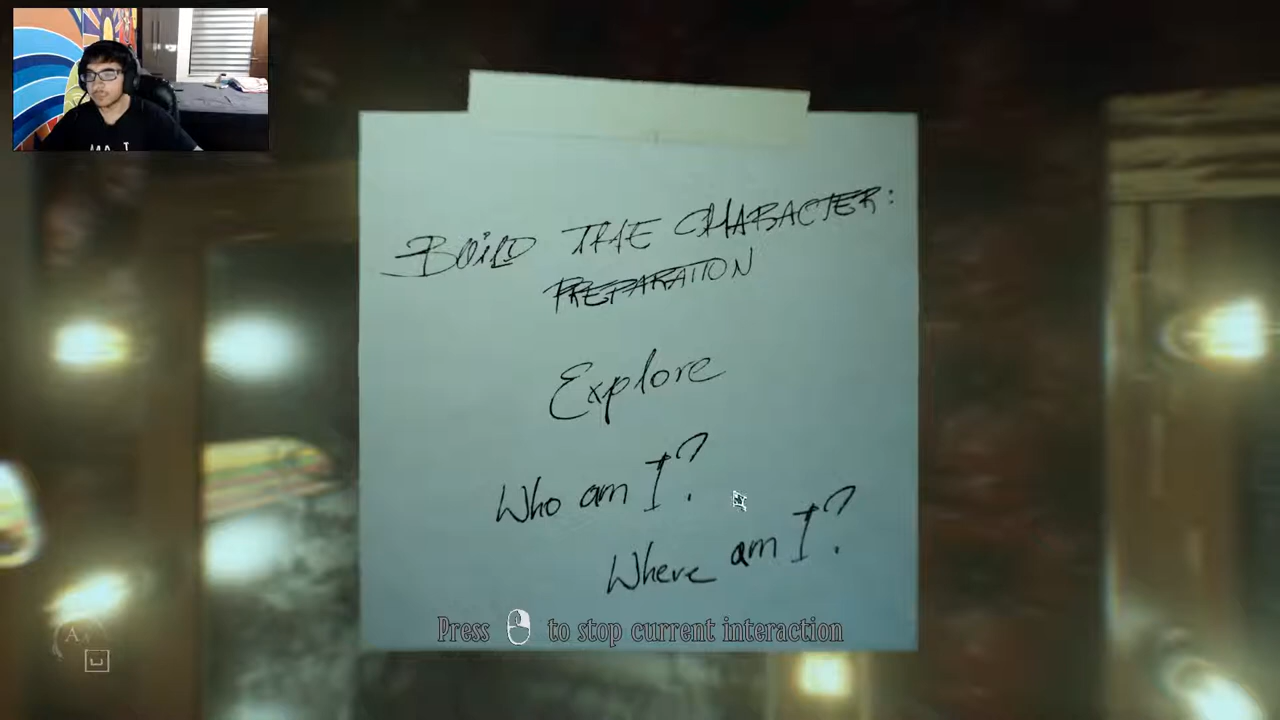 BUILD THE CHARACTER:
PREPARATION
Explore
Who am I?
Where am I?
Press to stop current interaction
A